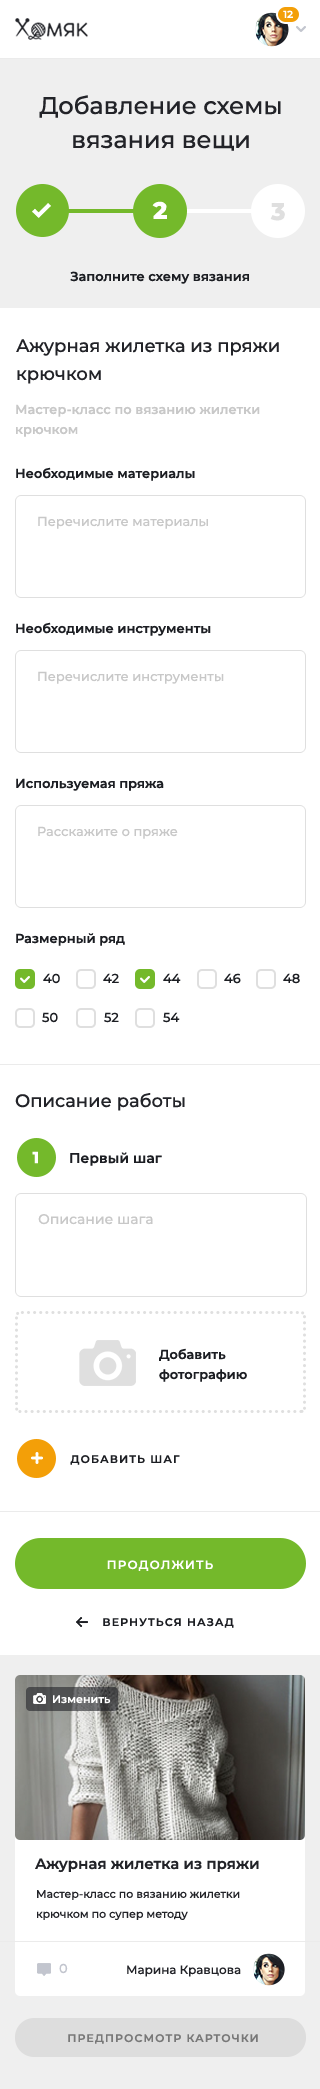 Хомяк
12
Добавление схемы
вязания вещи
2
3
Заполните схему вязания
Ажурная жилетка из пряжи
крючком
Мастер-класс по вязанию жилетки
крючком
Необходимые материалы
Перечислите материалы
Необходимые инструменты
Перечислите инструменты
Используемая пряжа
Расскажите о пряже
Размерный ряд
40 42 44 46 48
50 52 54
Описание работы
1 Первый шаг
Описание шага
Добавить
фотографию
ДОБАВИТЬ ШАГ
ПРОДОЛЖИТЬ
ВЕРНУТЬСЯ НАЗАД
Изменить
Ажурная жилетка из пряжи
Мастер-класс по вязанию жилетки
крючком по супер методу
0 Марина Кравцова
ПРЕДПРОСМОТР КАРТОЧКИ